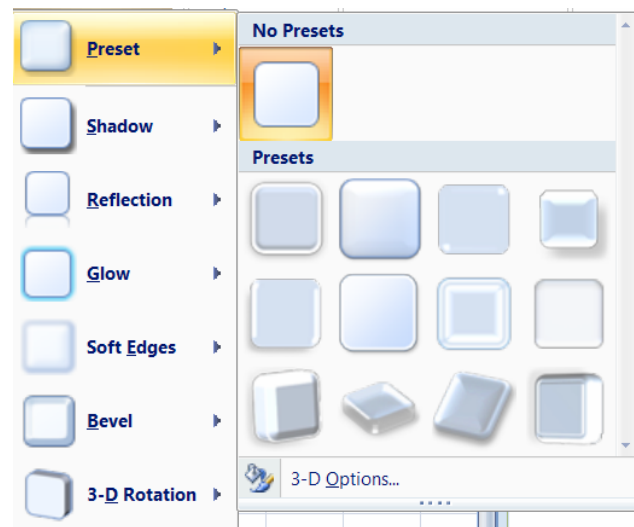 Preset
Shadow
Reflection
Glow
Soft Edges
Bevel
3-D Rotation
No Presets
Presets
3-D Options...